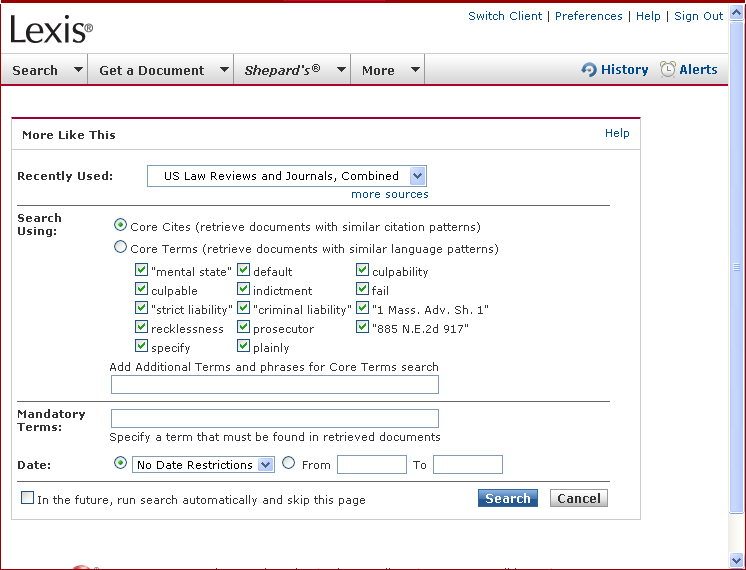 Switch Client | Preferences | Help | Sign Out
Lexis®
Search Get a Document Shepard's® More History Alerts
More Like This Help
Recently Used: US Law Reviews and Journals, Combined
more sources
Search Using:
Core Cites (retrieve documents with similar citation patterns)
Core Terms (retrieve documents with similar language patterns)
"mental state" default culpability
culpable indictment fail
"strict liability" "criminal liability" "1 Mass. Adv. Sh. 1"
recklessness prosecutor "885 N.E.2d 917"
specify plainly
Add Additional Terms and phrases for Core Terms search
Mandatory Terms:
Specify a term that must be found in retrieved documents
Date: No Date Restrictions From To
In the future, run search automatically and skip this page Search Cancel